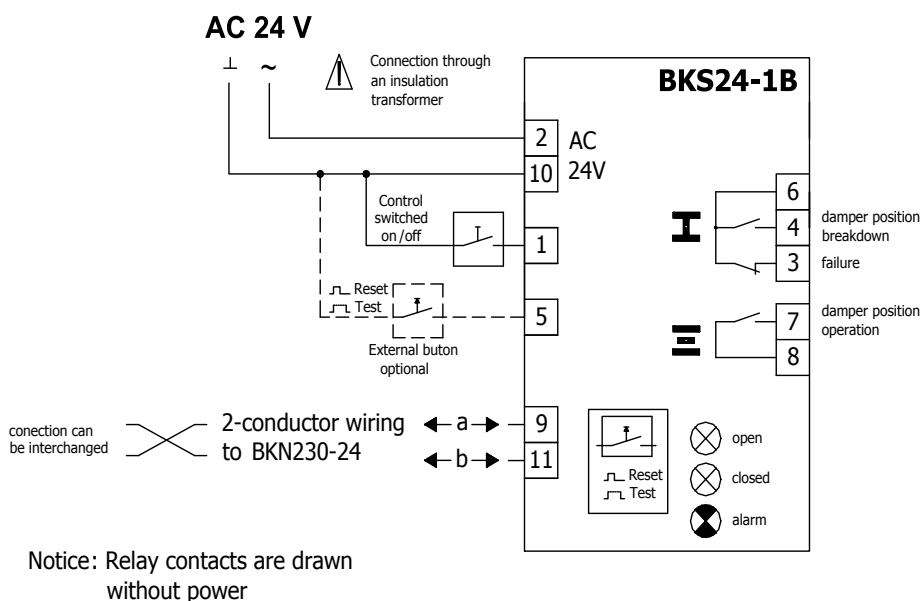 AC 24 V
⊥ ~
Connection through
an insulation
transformer
BKS24-1B
2
AC
10
24V
Control
switched
on /off
1
6
4
damper position
breakdown
3
failure
Reset
Test
5
External buton
optional
7
damper position
operation
8
conection can
be interchanged
2-conductor wiring
to BKN230-24
a
b
9
11
Reset
Test
open
closed
alarm
Notice: Relay contacts are drawn
without power